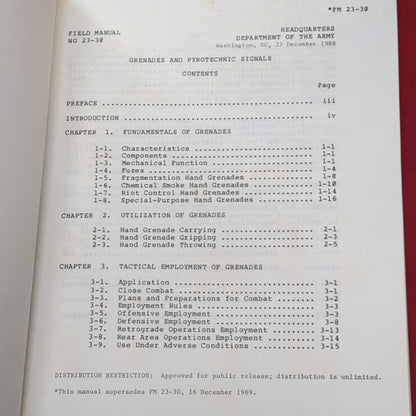 *FM 23-30
FIELD MANUAL HEADQUARTERS
NO 23-30 DEPARTMENT OF THE ARMY
Washington, DC, 27 December 1988
GRENADES AND PYROTECHNIC SIGNALS
CONTENTS
Page
PREFACE ................................................ iii
INTRODUCTION ........................................... iv
CHAPTER 1. FUNDAMENTALS OF GRENADES
1-1. Characteristics ........................ 1-1
1-2. Components ............................. 1-1
1-3. Mechanical Function .................... 1-1
1-4. Fuzes .................................. 1-4
1-5. Fragmentation Hand Grenades ............ 1-8
1-6. Chemical Smoke Hand Grenades ........... 1-10
1-7. Riot Control Hand Grenades ............. 1-14
1-8. Special-Purpose Hand Grenades .......... 1-16
CHAPTER 2. UTILIZATION OF GRENADES
2-1. Hand Grenade Carrying .................. 2-1
2-2. Hand Grenade Gripping .................. 2-3
2-3. Hand Grenade Throwing .................. 2-5
CHAPTER 3. TACTICAL EMPLOYMENT OF GRENADES
3-1. Application ............................ 3-1
3-2. Close Combat ........................... 3-1
3-3. Plans and Preparations for Combat ...... 3-2
3-4. Employment Rules ....................... 3-3
3-5. Offensive Employment ................... 3-3
3-6. Defensive Employment ................... 3-8
3-7. Retrograde Operations Employment ....... 3-13
3-8. Rear Area Operations Employment ........ 3-14
3-9. Use Under Adverse Conditions ........... 3-15
DISTRIBUTION RESTRICTION: Approved for public release; distribution is unlimited.
*This manual supersedes FM 23-30, 16 December 1969.